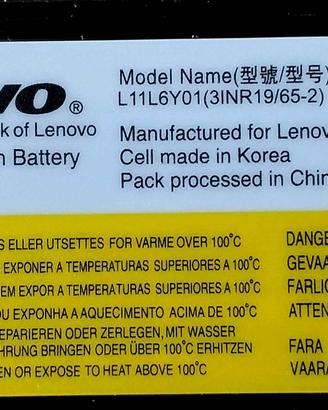 Model Name(型號/型号)
L11L6Y01(3INR19/65-2)
®
of Lenovo
Manufactured for Lenov
Battery
Cell made in Korea
Pack processed in Chin
ELLER UTSETTES FOR VARME OVER 100°C
DANGE
EXPONER A TEMPERATURAS SUPERIORES A 100°C
GEVAA
EXPOR A TEMPERATURAS SUPERIORES A 100°C
FARLIG
EXPONHA A AQUECIMENTO ACIMA DE 100°C
ATTEN
EPARIEREN ODER ZERLEGEN, MIT WASSER
HRUNG BRINGEN ODER ÜBER 100°C ERHITZEN
FARA
OR EXPOSE TO HEAT ABOVE 100°C
VAARA